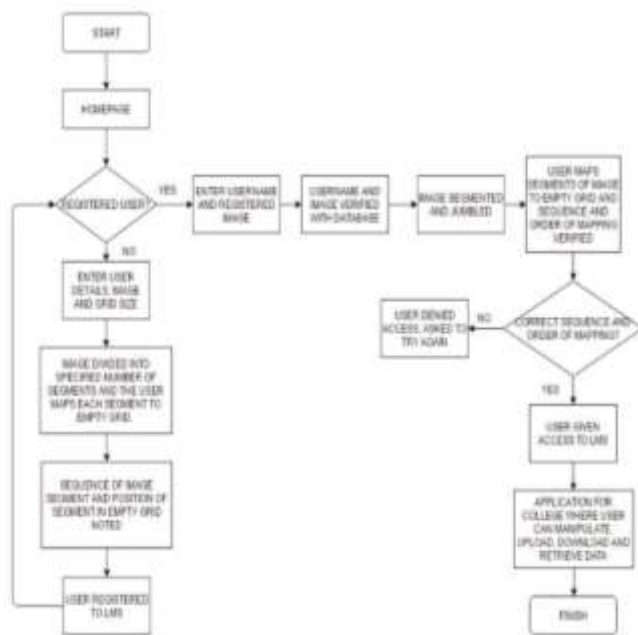 START
HOMEPAGE
REGISTERED USER?
YES
ENTER USERNAME
AND REGISTERED
IMAGE
USERNAME AND
IMAGE VERIFIED
WITH DATABASE
IMAGE SEGMENTED
AND JUMBLED
USER MAPS
SEGMENTS OF IMAGE
TO EMPTY GRID AND
SEQUENCE AND
ORDER OF MAPPING
VERIFIED
NO
ENTER USER
DETAILS, IMAGE
AND GRID SIZE
IMAGE DIVIDED INTO
SPECIFIED NUMBER OF
SEGMENTS AND THE USER
MAPS EACH SEGMENT TO
EMPTY GRID.
SEQUENCE OF IMAGE
SEGMENT AND POSITION OF
SEGMENT IN EMPTY GRID
NOTED
USER REGISTERED
TO LMS
CORRECT SEQUENCE AND
ORDER OF MAPPING?
NO
USER DENIED
ACCESS, ASKED TO
TRY AGAIN
YES
USER GIVEN
ACCESS TO LMS
APPLICATION FOR
COLLEGE WHERE USER
CAN MANIPULATE,
UPLOAD, DOWNLOAD AND
RETRIEVE DATA
FINISH